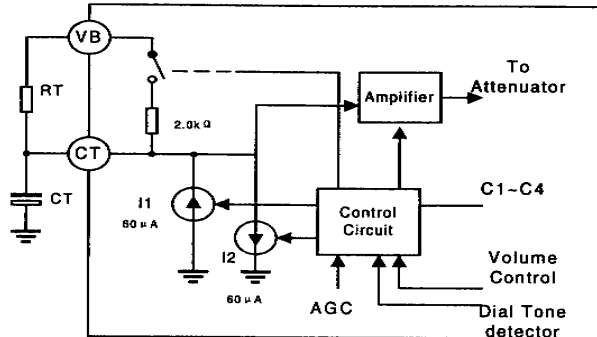 VB
RT
2.0kΩ
Amplifier
To
Attenuator
CT
CT
I1
60μA
I2
60μA
Control
Circuit
C1~C4
AGC
Volume
Control
Dial Tone
detector